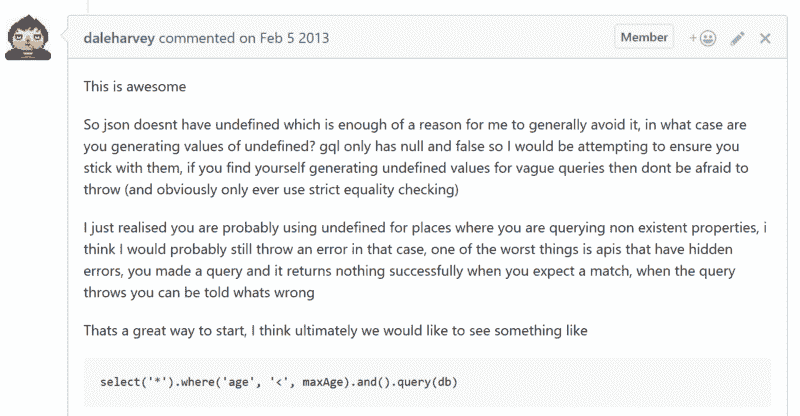 daleharvey commented on Feb 5 2013
Member
This is awesome
So json doesnt have undefined which is enough of a reason for me to generally avoid it, in what case are
you generating values of undefined? gql only has null and false so I would be attempting to ensure you
stick with them, if you find yourself generating undefined values for vague queries then dont be afraid to
throw (and obviously only ever use strict equality checking)
I just realised you are probably using undefined for places where you are querying non existent properties, i
think I would probably still throw an error in that case, one of the worst things is apis that have hidden
errors, you made a query and it returns nothing successfully when you expect a match, when the query
throws you can be told whats wrong
Thats a great way to start, I think ultimately we would like to see something like
select('*').where('age', '<', maxAge).and().query(db)